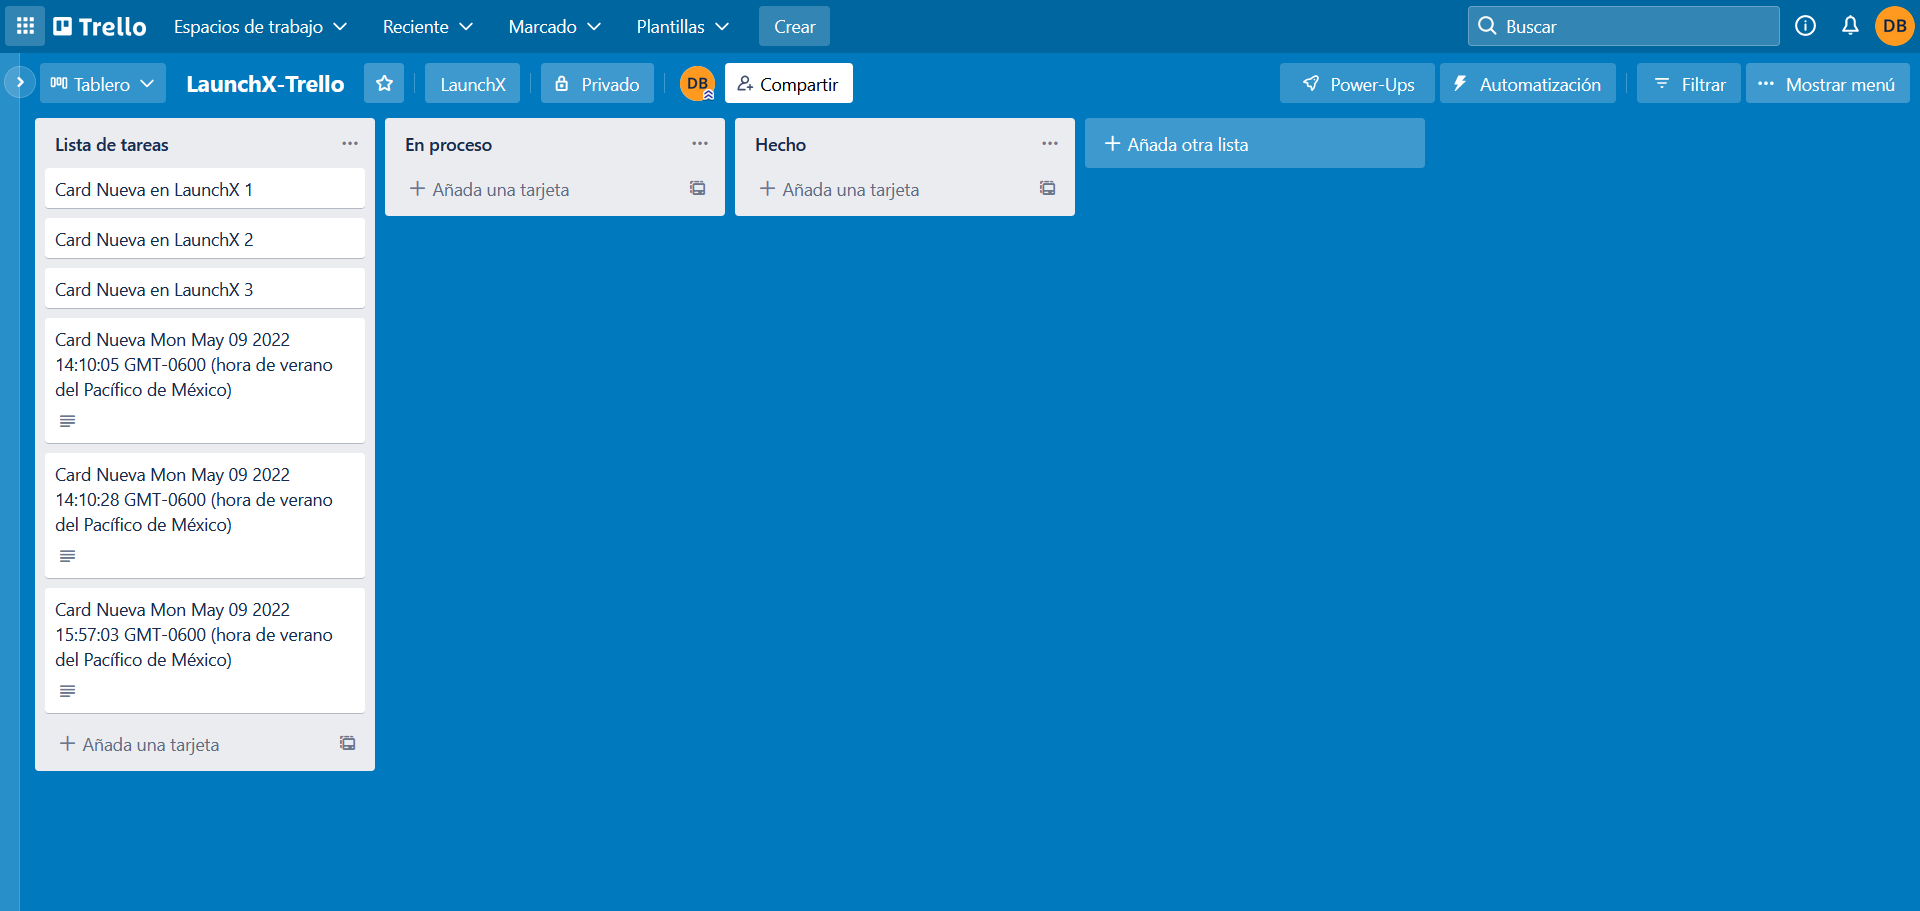 Trello Espacios de trabajo Reciente Marcado Plantillas Crear Buscar DB
Tablero LaunchX-Trello LaunchX Privado DB Compartir Power-Ups Automatización Filtrar Mostrar menú
Lista de tareas
Card Nueva en LaunchX 1
Card Nueva en LaunchX 2
Card Nueva en LaunchX 3
Card Nueva Mon May 09 2022
14:10:05 GMT-0600 (hora de verano
del Pacífico de México)
Card Nueva Mon May 09 2022
14:10:28 GMT-0600 (hora de verano
del Pacífico de México)
Card Nueva Mon May 09 2022
15:57:03 GMT-0600 (hora de verano
del Pacífico de México)
Añada una tarjeta
En proceso
Añada una tarjeta
Hecho
Añada una tarjeta
Añada otra lista